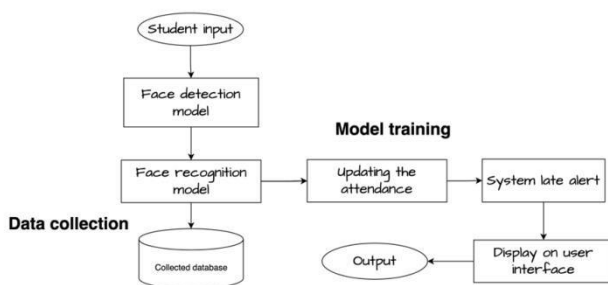 Student input
Face detection
model
Model training
Face recognition
model
Updating the
attendance
System late alert
Data collection
Collected database
Output
Display on user
interface